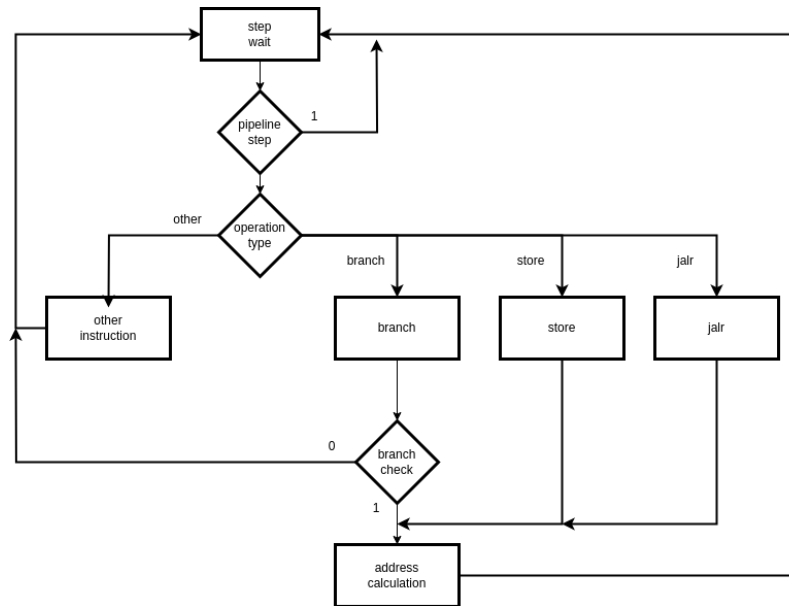 step
wait
pipeline
step
1
other
operation
type
branch
store
jalr
other
instruction
branch
store
jalr
0
branch
check
1
address
calculation